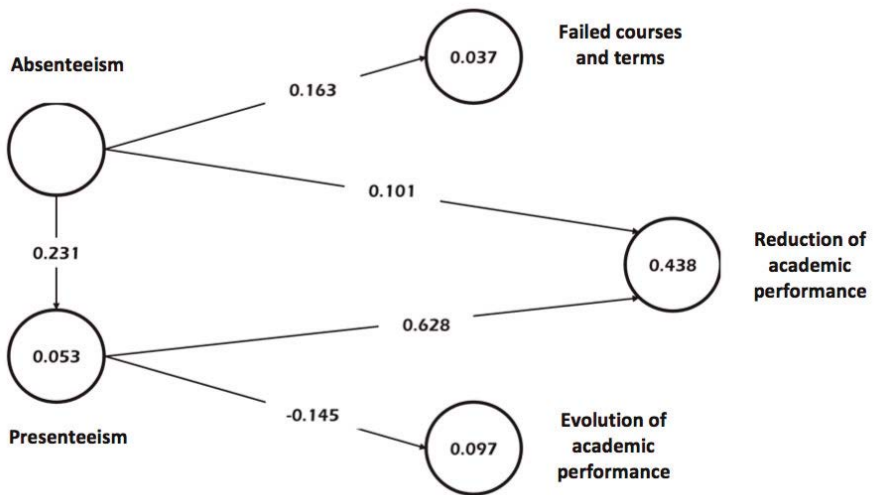 Failed courses
and terms
Absenteeism
0.037
0.163
0.101
0.231
Reduction of
academic
performance
0.438
0.628
0.053
-0.145
Presenteeism
Evolution of
academic
performance
0.097